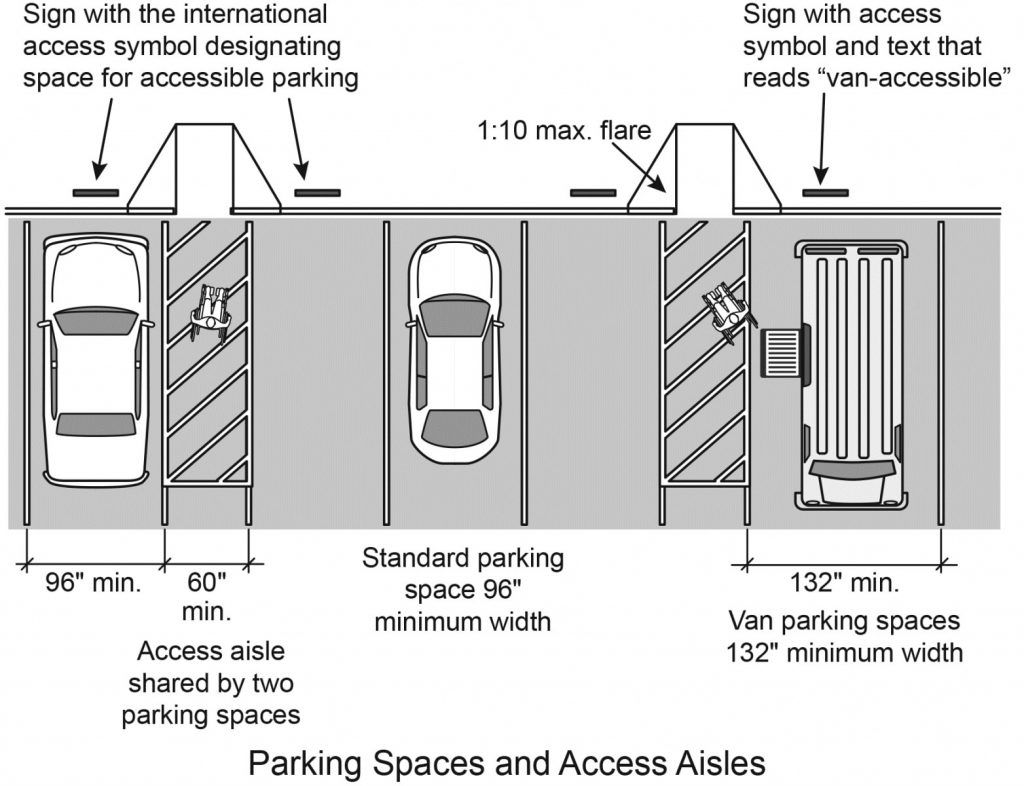 Sign with the international
access symbol designating
space for accessible parking
Sign with access
symbol and text that
reads “van-accessible”
1:10 max. flare
96" min.
60"
min.
Access aisle
shared by two
parking spaces
Standard parking
space 96"
minimum width
132" min.
Van parking spaces
132" minimum width
Parking Spaces and Access Aisles